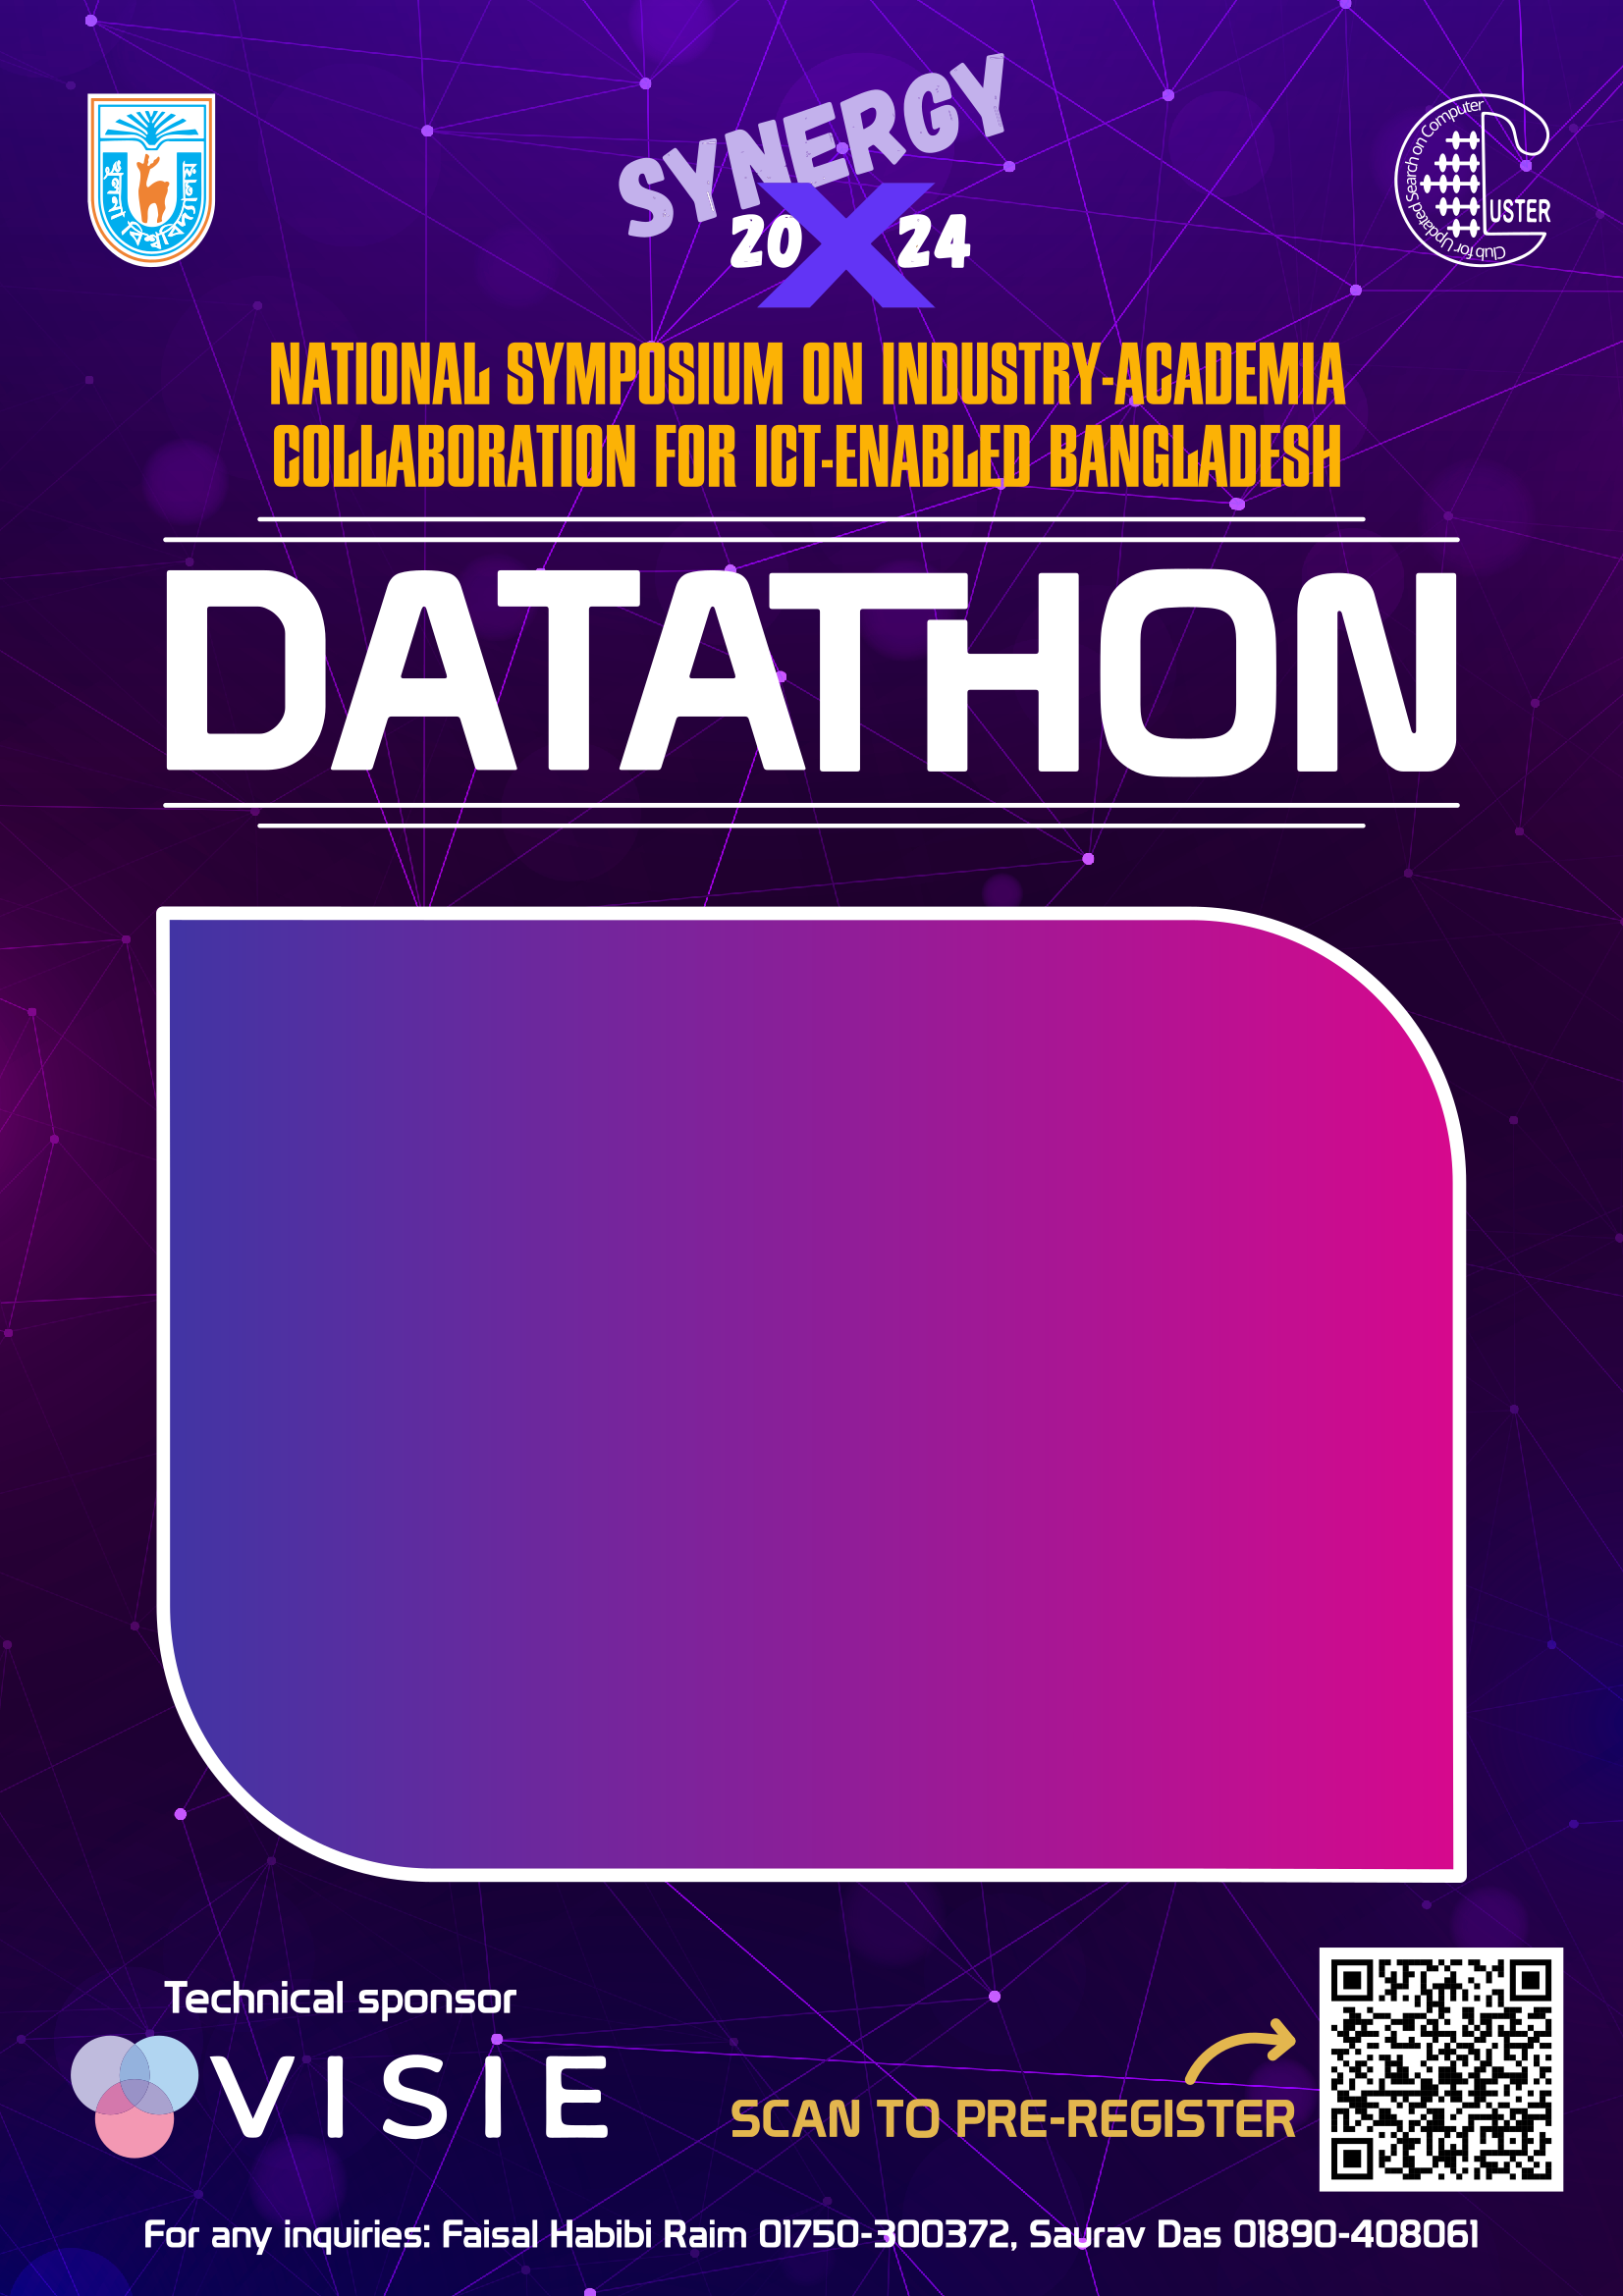 খুলনা বিশ্ববিদ্যালয়
SYNERGY
20X24
Club for Updated Search on Computer
CLUSTER
NATIONAL SYMPOSIUM ON INDUSTRY-ACADEMIA
COLLABORATION FOR ICT-ENABLED BANGLADESH
DATATHON
Technical sponsor
VISIE
SCAN TO PRE-REGISTER
For any inquiries: Faisal Habibi Raim 01750-300372, Saurav Das 01890-408061